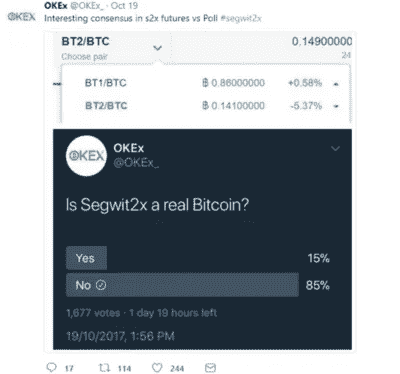 OKEx @OKEx_ · Oct 19
OKEX Interesting consensus in s2x futures vs Poll #segwit2x
BT2/BTC 0.14900000
Choose pair 24
BT1/BTC ฿ 0.86000000 +0.58%
BT2/BTC ฿ 0.14100000 -5.37%
OKEX OKEx
@OKEx_
Is Segwit2x a real Bitcoin?
Yes 15%
No 85%
1,677 votes · 1 day 19 hours left
19/10/2017, 1:56 PM
17 114 244